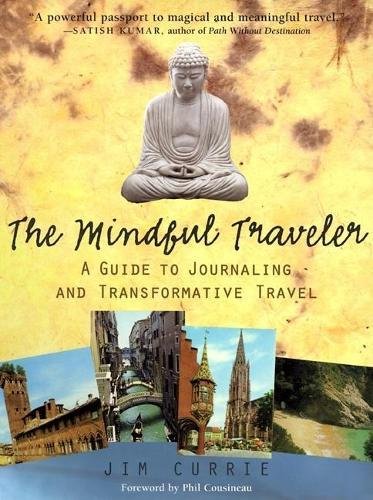 "A powerful passport to magical and meaningful travel."
—SATISH KUMAR, author of Path Without Destination
The Mindful Traveler
A GUIDE TO JOURNALING
AND TRANSFORMATIVE TRAVEL
JIM CURRIE
Foreword by Phil Cousineau